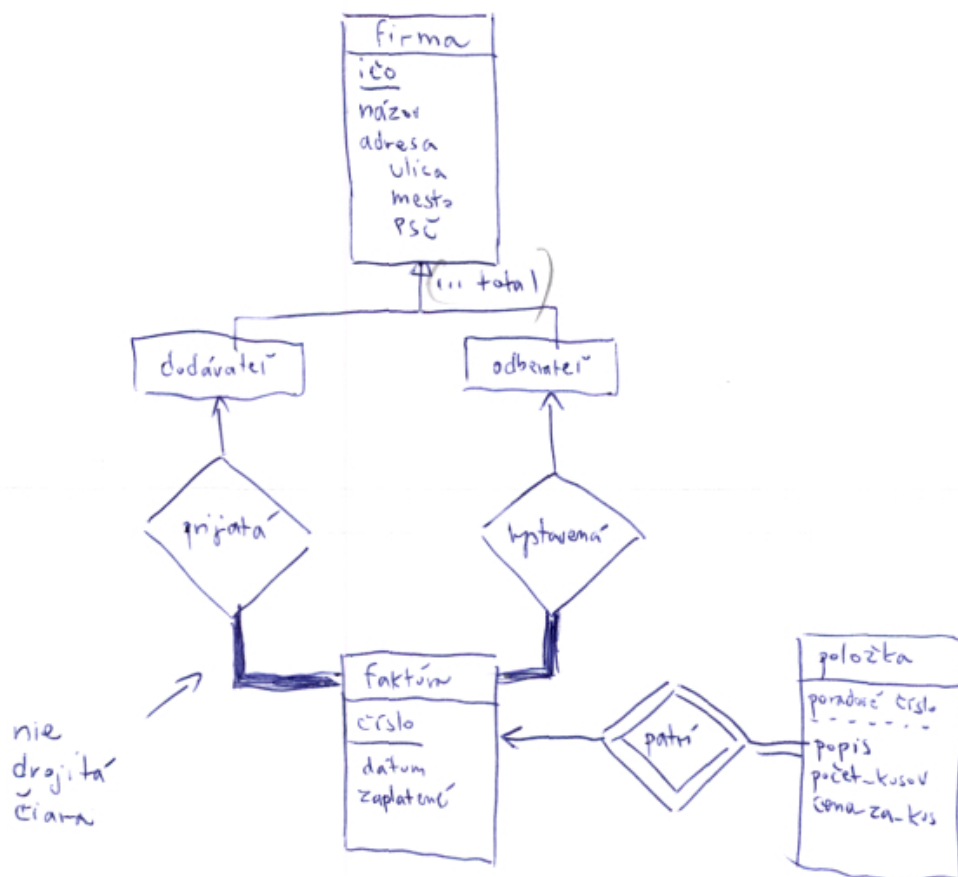 firma
ičo
názov
adresa
ulica
mesto
PSČ
(... total)
dodávateľ
odberateľ
prijatá
vystavená
faktúra
číslo
dátum
zaplatené
patrí
položka
poradové číslo
popis
počet_kusov
cena_za_kus
nie
drojitá
čiara